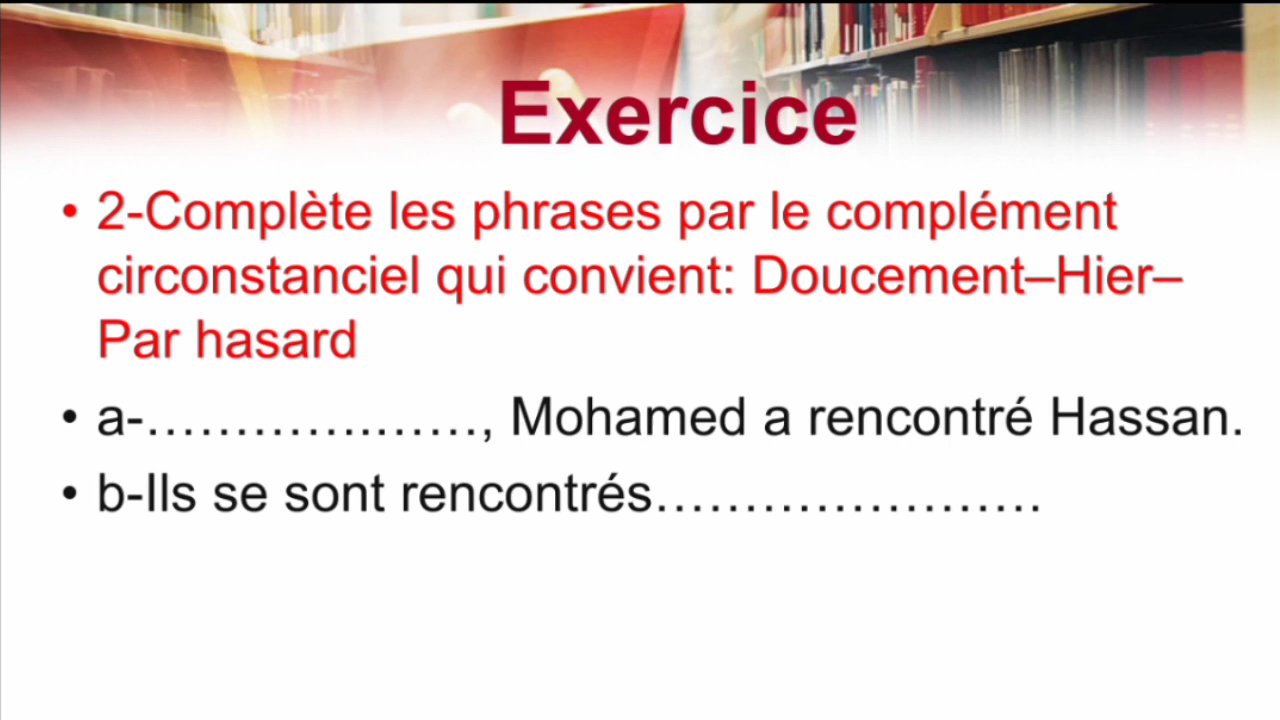 Exercice
• 2-Complète les phrases par le complément
circonstanciel qui convient: Doucement–Hier–
Par hasard
• a-………….……, Mohamed a rencontré Hassan.
• b-Ils se sont rencontrés………………….